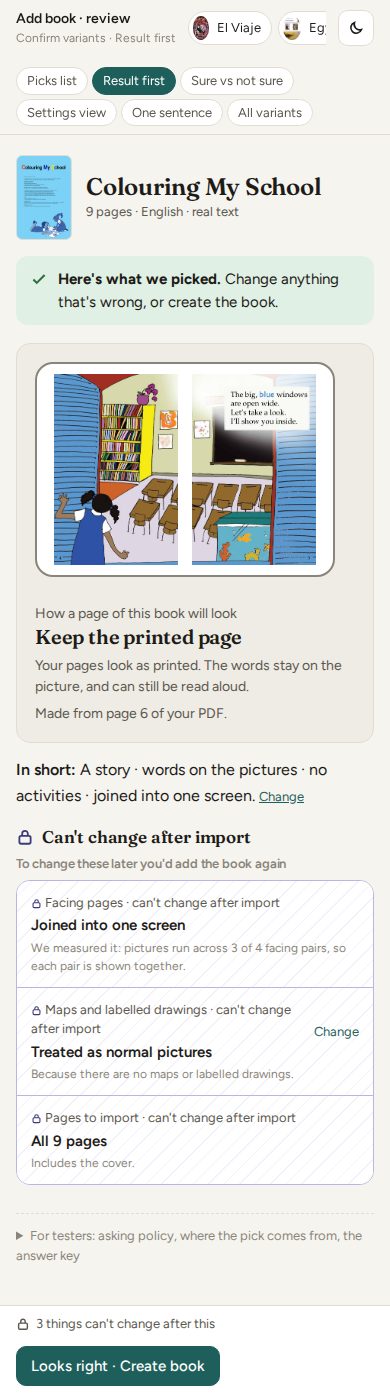 Add book · review
Confirm variants · Result first
El Viaje
Egy
Picks list
Result first
Sure vs not sure
Settings view
One sentence
All variants
Colouring My School
Colouring My School
9 pages · English · real text
Here's what we picked. Change anything
that's wrong, or create the book.
The big, blue windows
are open wide.
Let's take a look.
I'll show you inside.
How a page of this book will look
Keep the printed page
Your pages look as printed. The words stay on the
picture, and can still be read aloud.
Made from page 6 of your PDF.
In short: A story · words on the pictures · no
activities · joined into one screen. Change
Can't change after import
To change these later you'd add the book again
Facing pages · can't change after import
Joined into one screen
We measured it: pictures run across 3 of 4 facing pairs, so
each pair is shown together.
Maps and labelled drawings · can't change
after import
Change
Treated as normal pictures
Because there are no maps or labelled drawings.
Pages to import · can't change after import
All 9 pages
Includes the cover.
For testers: asking policy, where the pick comes from, the
answer key
3 things can't change after this
Looks right · Create book